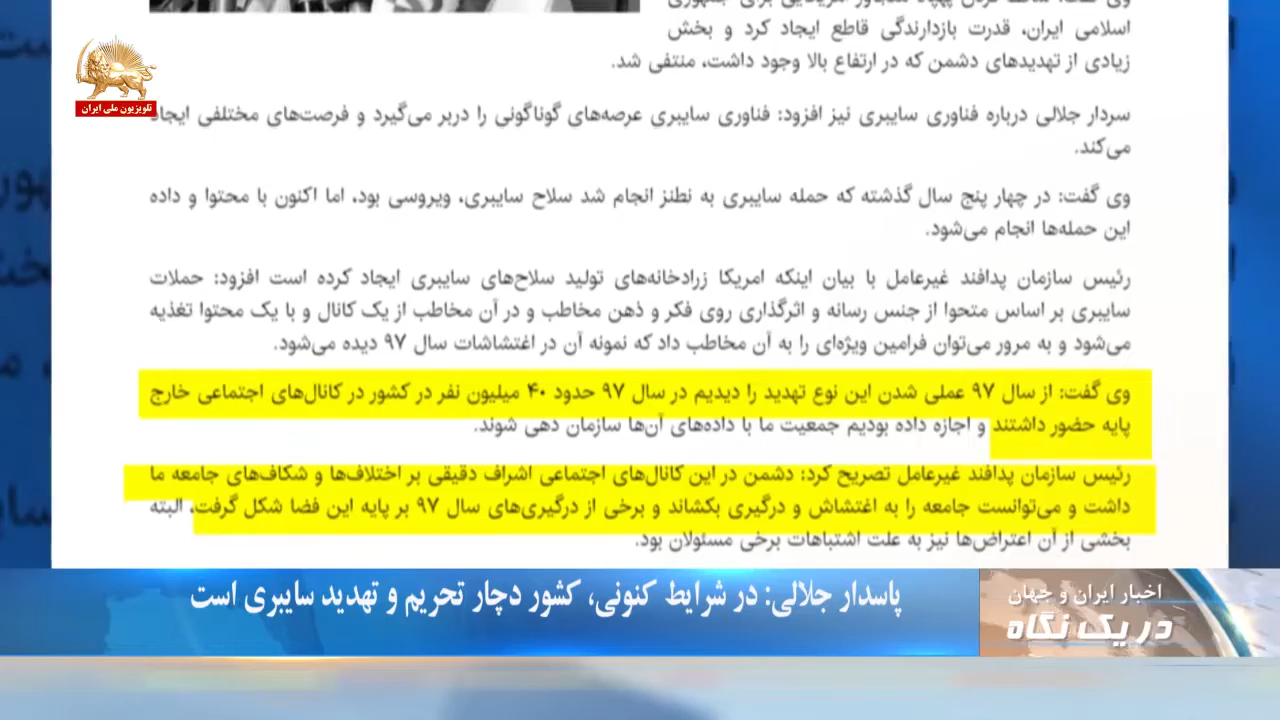 اسلامی ایران، قدرت بازدارندگی قاطع ایجاد کرد و بخش
زیادی از تهدیدهای دشمن که در ارتفاع بالا وجود داشت، منتفی شد.
تلویزیون ملی ایران
سردار جلالی درباره فناوری سایبری نیز افزود: فناوری سایبری عرصه‌های گوناگونی را دربر می‌گیرد و فرصت‌های مختلفی ایجاد
می‌کند.
وی گفت: در چهار پنج سال گذشته که حمله سایبری به نطنز انجام شد سلاح سایبری، ویروسی بود، اما اکنون با محتوا و داده
این حمله‌ها انجام می‌شود.
رئیس سازمان پدافند غیرعامل با بیان اینکه امریکا زرادخانه‌های تولید سلاح‌های سایبری ایجاد کرده است افزود: حملات
سایبری بر اساس متحوا از جنس رسانه و اثرگذاری روی فکر و ذهن مخاطب و در آن مخاطب از یک کانال و با یک محتوا تغذیه
می‌شود و به مرور می‌توان فرامین ویژه‌ای را به آن مخاطب داد که نمونه آن در اغتشاشات سال ۹۷ دیده می‌شود.
وی گفت: از سال ۹۷ عملی شدن این نوع تهدید را دیدیم در سال ۹۷ حدود ۴۰ میلیون نفر در کشور در کانال‌های اجتماعی خارج
پایه حضور داشتند و اجازه داده بودیم جمعیت ما با داده‌های آن‌ها سازمان دهی شوند.
رئیس سازمان پدافند غیرعامل تصریح کرد: دشمن در این کانال‌های اجتماعی اشراف دقیقی بر اختلاف‌ها و شکاف‌های جامعه ما
داشت و می‌توانست جامعه را به اغتشاش و درگیری بکشاند و برخی از درگیری‌های سال ۹۷ بر پایه این فضا شکل گرفت، البته
بخشی از آن اعتراض‌ها نیز به علت اشتباهات برخی مسئولان بود.
اخبار ایران و جهان
در یک نگاه
پاسدار جلالی: در شرایط کنونی، کشور دچار تحریم و تهدید سایبری است